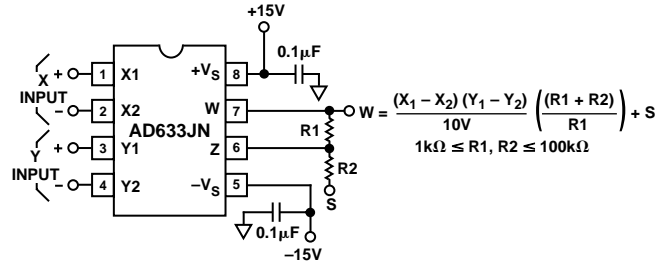 +15V
0.1µF
X
INPUT
+
–
Y
INPUT
+
–
1 X1
2 X2
3 Y1
4 Y2
AD633JN
+VS 8
W 7
Z 6
–VS 5
R1
R2
S
0.1µF
–15V
W = (X1 – X2) (Y1 – Y2) / 10V ((R1 + R2) / R1) + S
1kΩ ≤ R1, R2 ≤ 100kΩ